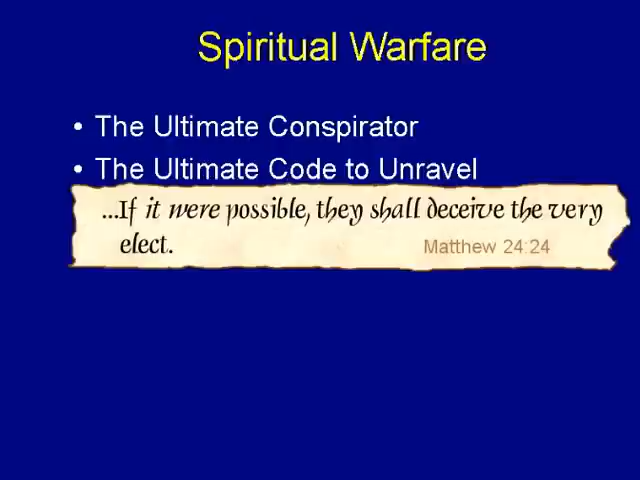 Spiritual Warfare
• The Ultimate Conspirator
• The Ultimate Code to Unravel
...If it were possible, they shall deceive the very
elect. Matthew 24:24